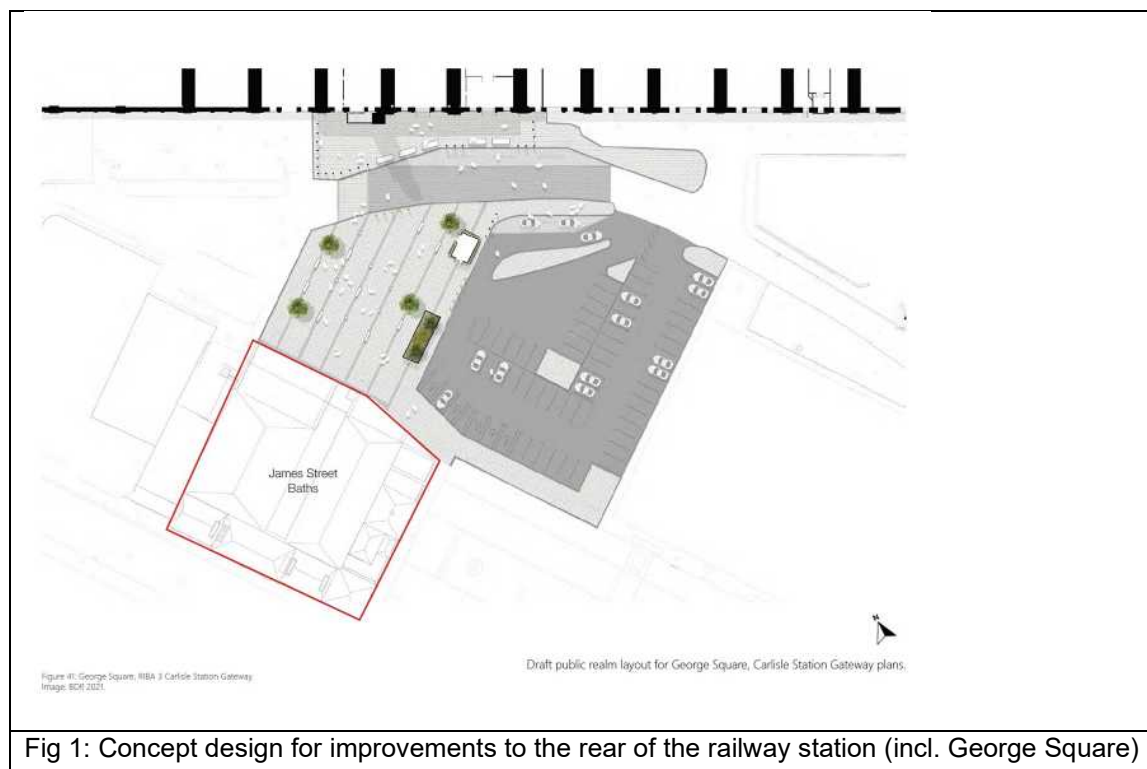 James Street
Baths
N
Draft public realm layout for George Square, Carlisle Station Gateway plans.
Figure 41: George Square, RIBA 3 Carlisle Station Gateway
Image: BDP, 2021.
Fig 1: Concept design for improvements to the rear of the railway station (incl. George Square)